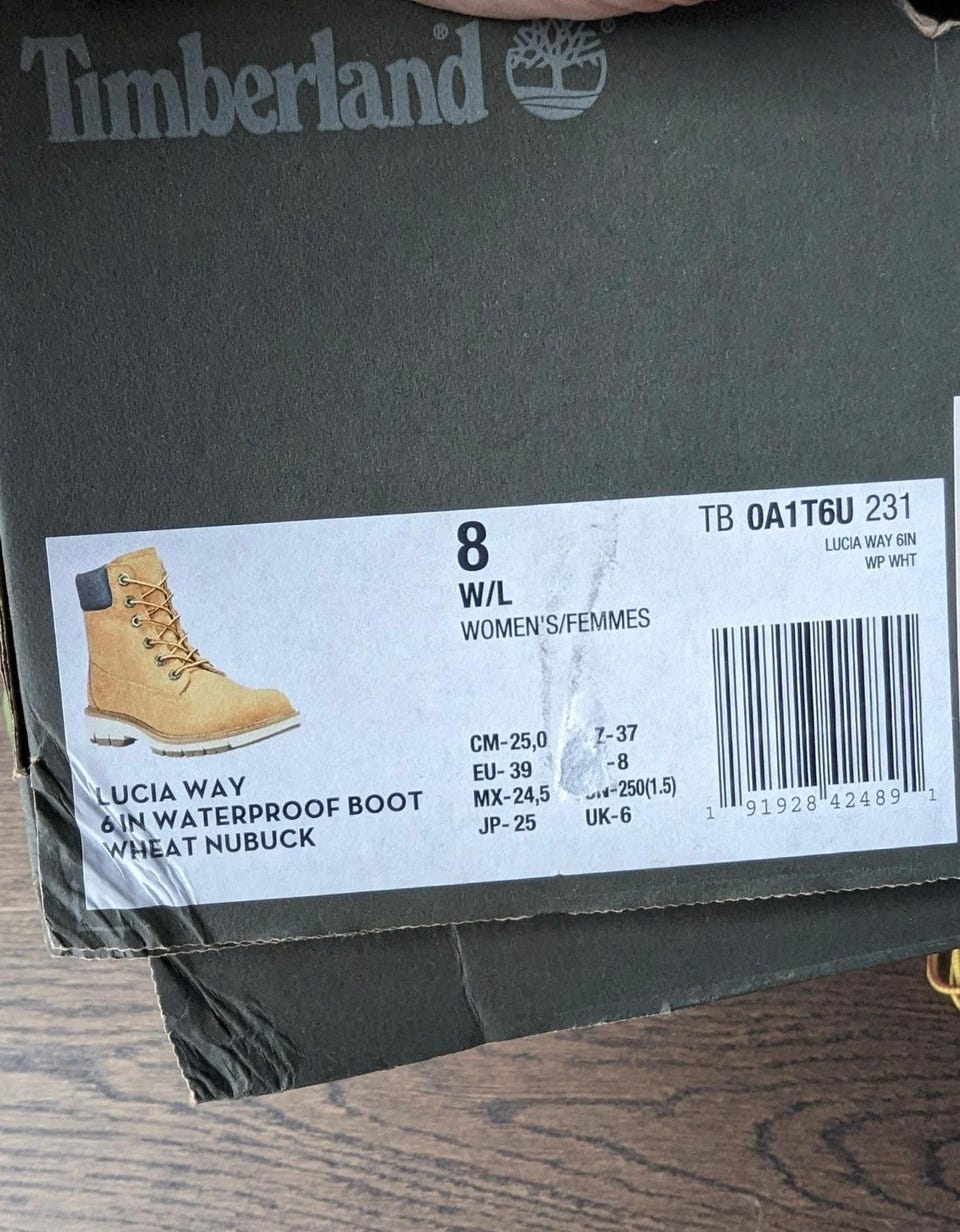 Timberland®
8
W/L
WOMEN'S/FEMMES
TB 0A1T6U 231
LUCIA WAY 6IN
WP WHT
LUCIA WAY
6 IN WATERPROOF BOOT
WHEAT NUBUCK
CM-25,0
EU-39
MX-24,5
JP-25
-37
-8
-250(1.5)
UK-6
1 91928 42489 1